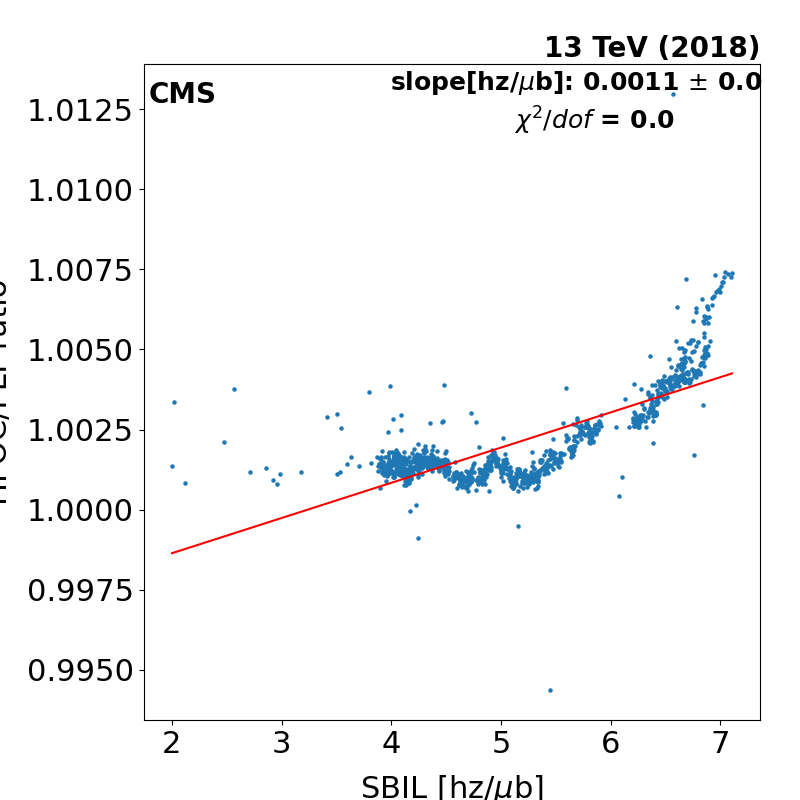 13 TeV (2018)
CMS
slope[hz/μb]: 0.0011 ± 0.0
χ²/dof = 0.0
1.0125
1.0100
1.0075
1.0050
1.0025
1.0000
0.9975
0.9950
2 3 4 5 6 7
SBIL [hz/μb]